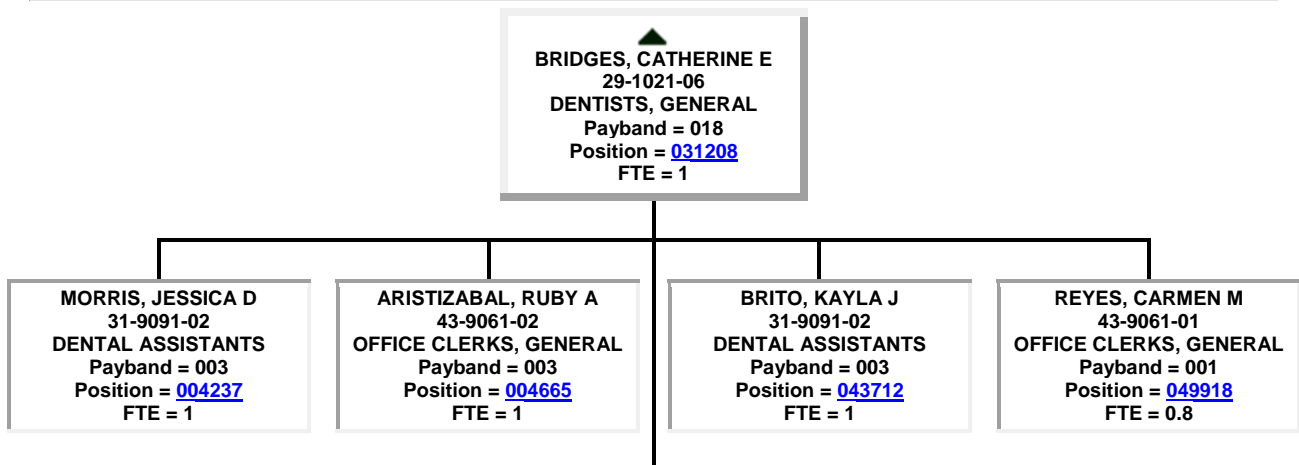 BRIDGES, CATHERINE E
29-1021-06
DENTISTS, GENERAL
Payband = 018
Position = 031208
FTE = 1
MORRIS, JESSICA D
31-9091-02
DENTAL ASSISTANTS
Payband = 003
Position = 004237
FTE = 1
ARISTIZABAL, RUBY A
43-9061-02
OFFICE CLERKS, GENERAL
Payband = 003
Position = 004665
FTE = 1
BRITO, KAYLA J
31-9091-02
DENTAL ASSISTANTS
Payband = 003
Position = 043712
FTE = 1
REYES, CARMEN M
43-9061-01
OFFICE CLERKS, GENERAL
Payband = 001
Position = 049918
FTE = 0.8